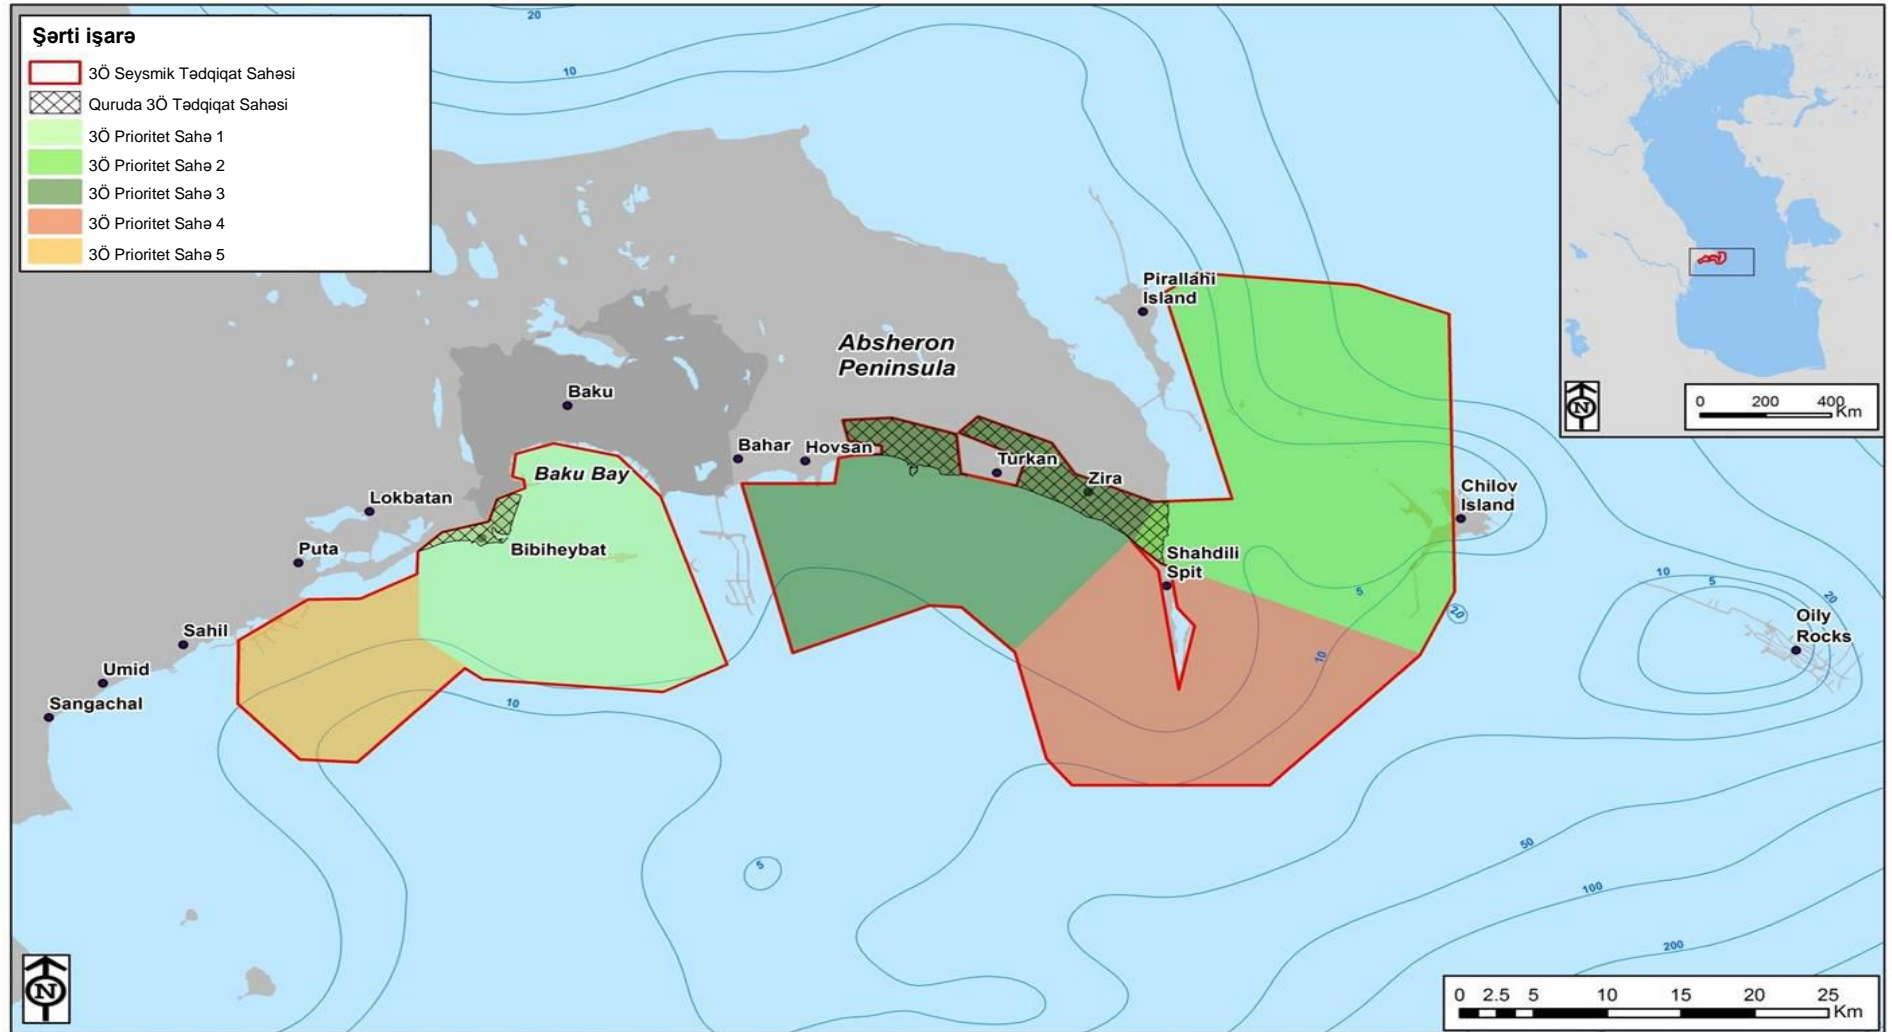 Şərti işarə
3Ö Seysmik Tədqiqat Sahəsi
Quruda 3Ö Tədqiqat Sahəsi
3Ö Prioritet Sahə 1
3Ö Prioritet Sahə 2
3Ö Prioritet Sahə 3
3Ö Prioritet Sahə 4
3Ö Prioritet Sahə 5
20
10
Pirallahi
Island
Absheron
Peninsula
Baku
Bahar
Hovsan
Turkan
Zira
Baku Bay
Lokbatan
Bibiheybat
Puta
Chilov
Island
Shahdili
Spit
Sahil
Umid
Sangachal
Oily
Rocks
10
5
20
5
20
10
10
5
50
100
200
N
0 200 400
Km
N
0 2.5 5 10 15 20 25
Km